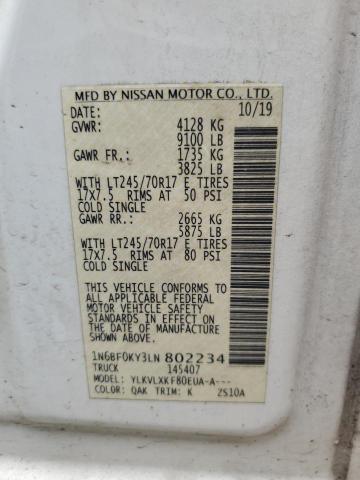 MFD BY NISSAN MOTOR CO., LTD.
DATE: 10/19
GVWR: 4128 KG
9100 LB
GAWR FR.: 1735 KG
3825 LB
WITH LT245/70R17 E TIRES
17X7.5 RIMS AT 50 PSI
COLD SINGLE
GAWR RR.: 2665 KG
5875 LB
WITH LT245/70R17 E TIRES
17X7.5 RIMS AT 80 PSI
COLD SINGLE
THIS VEHICLE CONFORMS TO
ALL APPLICABLE FEDERAL
MOTOR VEHICLE SAFETY
STANDARDS IN EFFECT ON THE
DATE OF MANUFACTURE SHOWN
ABOVE.
1N6BF0KY3LN 802234
TRUCK 145407
MODEL: YLKVLXKF80EUA-A---
COLOR: QAK TRIM: K ZS10A